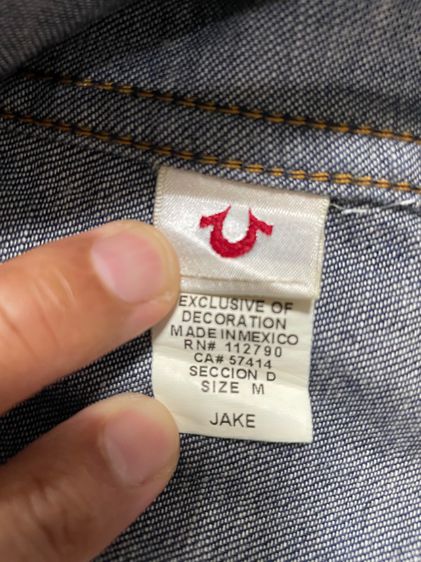 EXCLUSIVE OF
DECORATION
MADE IN MEXICO
RN# 112790
CA# 57414
SECCION D
SIZE M
JAKE